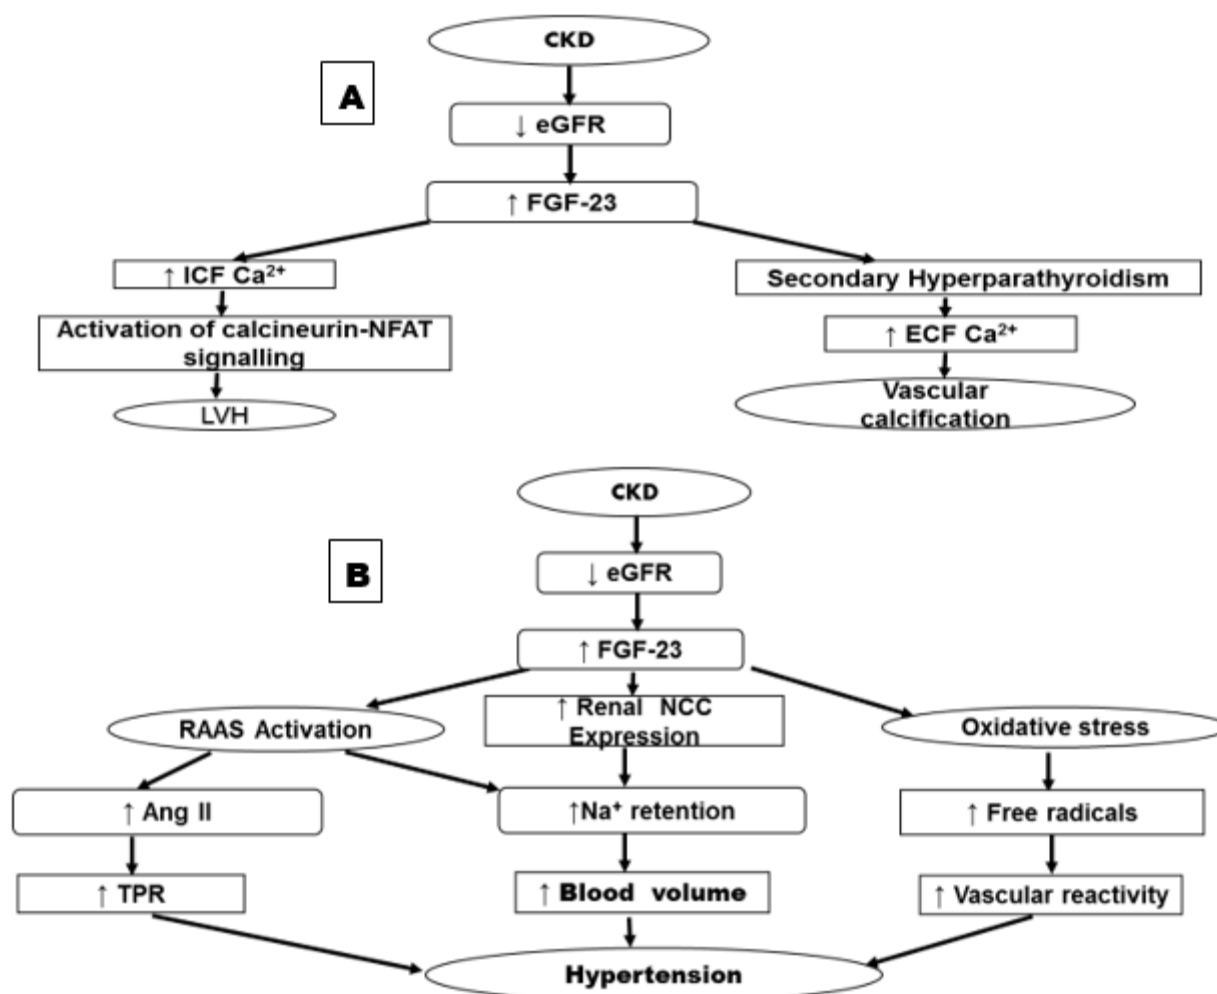 CKD
A
↓ eGFR
↑ FGF-23
↑ ICF Ca²⁺
Activation of calcineurin-NFAT
signalling
LVH
Secondary Hyperparathyroidism
↑ ECF Ca²⁺
Vascular
calcification
CKD
B
↓ eGFR
↑ FGF-23
RAAS Activation
↑ Renal NCC
Expression
Oxidative stress
↑ Ang II
↑Na⁺ retention
↑ Free radicals
↑ TPR
↑ Blood volume
↑ Vascular reactivity
Hypertension